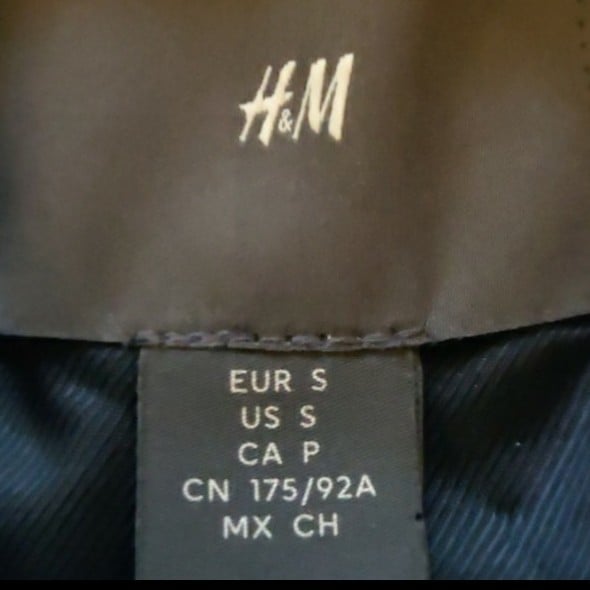 H&M
EUR S
US S
CA P
CN 175/92A
MX CH